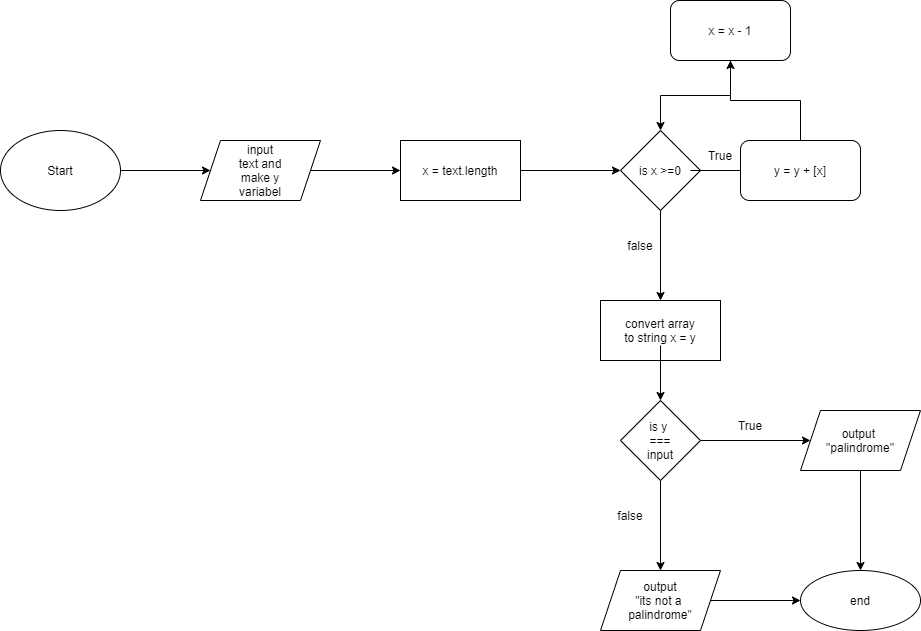 x = x - 1
Start
input
text and
make y
variabel
x = text.length
is x >=0
True
y = y + [x]
false
convert array
to string x = y
is y
===
input
True
output
"palindrome"
false
output
"its not a
palindrome"
end